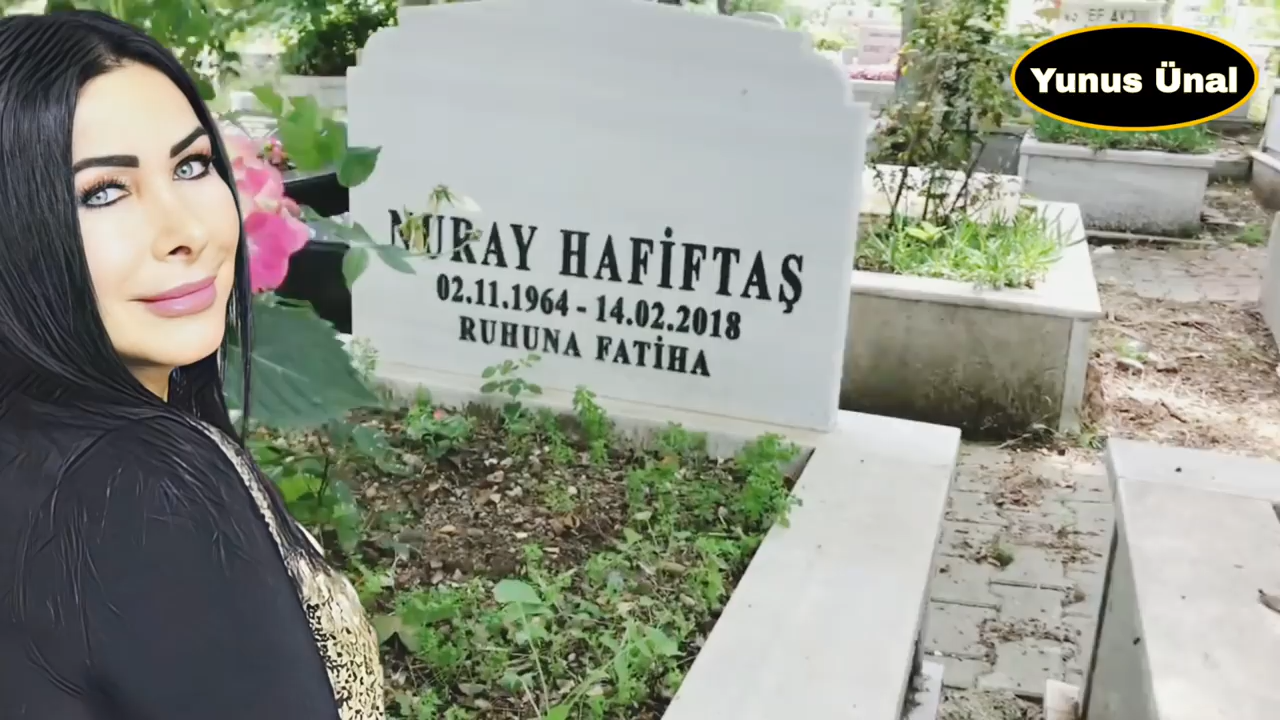 Yunus Ünal
NURAY HAFİFTAŞ
02.11.1964 - 14.02.2018
RUHUNA FATİHA